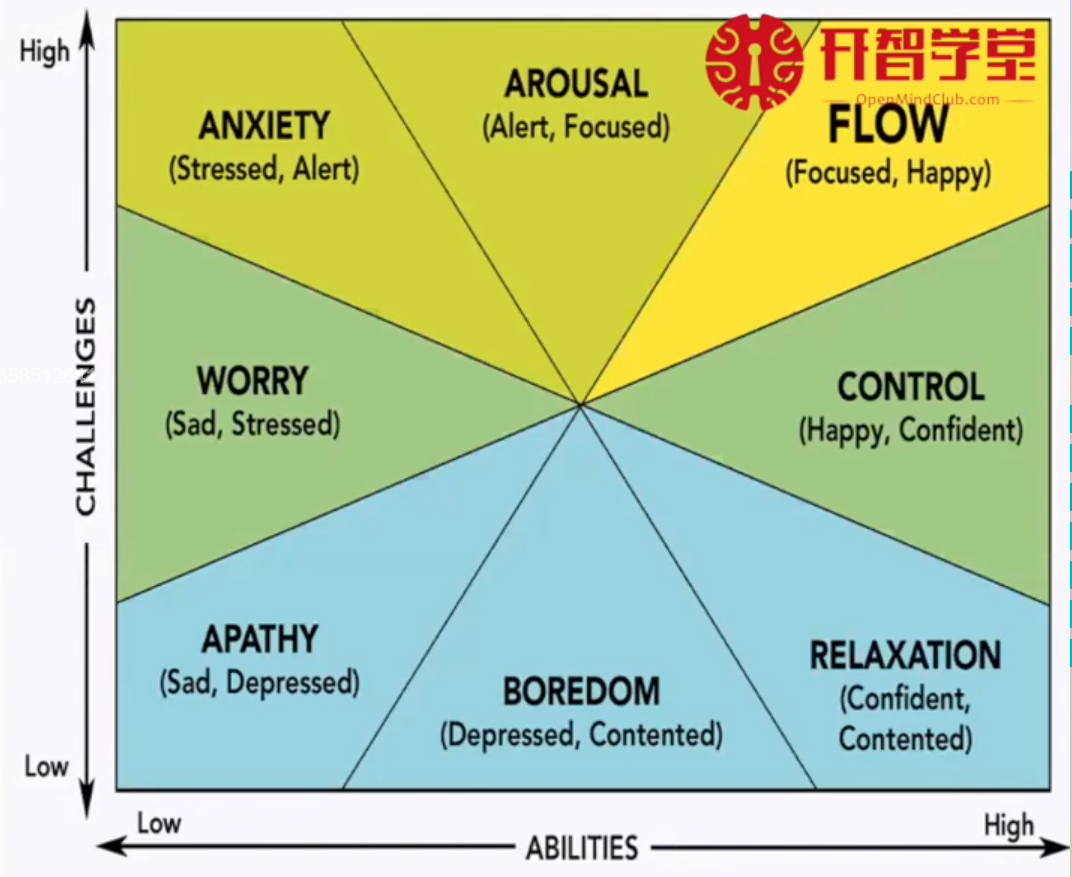 High
开智学堂
OpenMindClub.com
AROUSAL
(Alert, Focused)
ANXIETY
(Stressed, Alert)
FLOW
(Focused, Happy)
CHALLENGES
WORRY
(Sad, Stressed)
CONTROL
(Happy, Confident)
APATHY
(Sad, Depressed)
BOREDOM
(Depressed, Contented)
RELAXATION
(Confident,
Contented)
Low
Low
High
ABILITIES